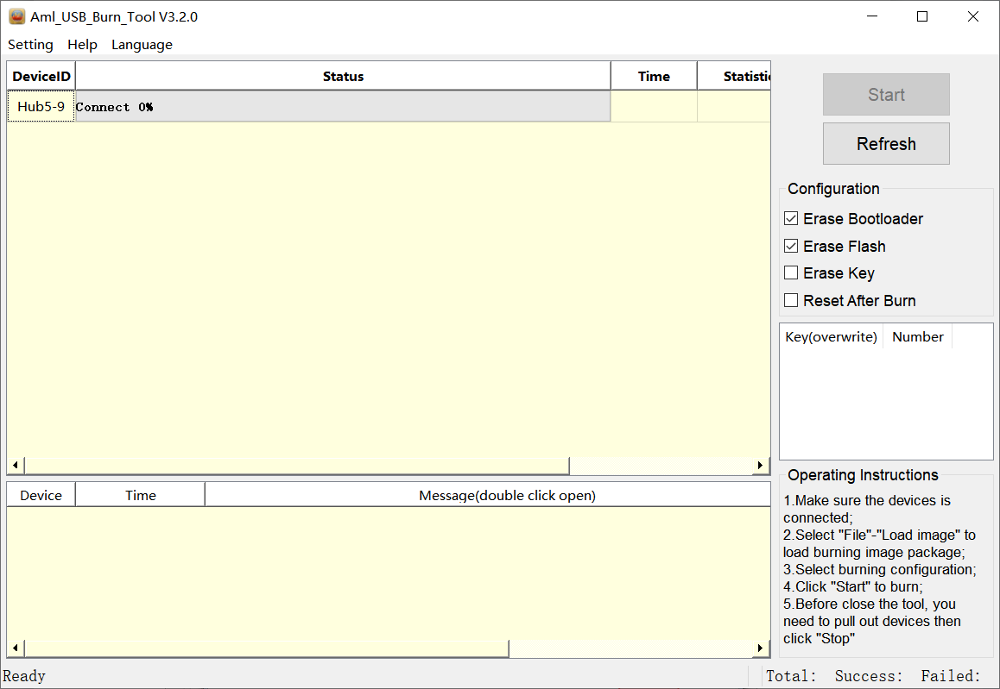 Aml_USB_Burn_Tool V3.2.0
Setting Help Language
DeviceID Status Time Statistic
Hub5-9 Connect 0%
Start
Refresh
Configuration
Erase Bootloader
Erase Flash
Erase Key
Reset After Burn
Key(overwrite) Number
Device Time Message(double click open)
Operating Instructions
1.Make sure the devices is
connected;
2.Select "File"-"Load image" to
load burning image package;
3.Select burning configuration;
4.Click "Start" to burn;
5.Before close the tool, you
need to pull out devices then
click "Stop"
Ready Total: Success: Failed: